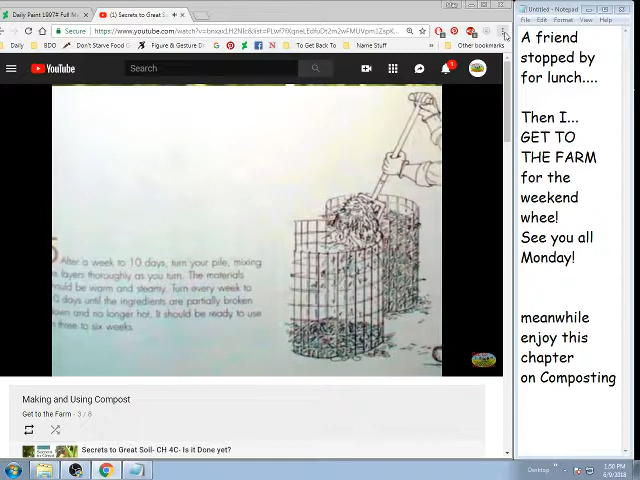 Daily Paint 1997# Full M
(1) Secrets to Great Soil
Untitled - Notepad
Secure
https://www.youtube.com/watch?v=
File Edit Format View Help
Daily
BDO
Don't Starve Food G
Figure & Gesture D
To Get Back To
Name Stuff
Other bookmarks
YouTube
Search
1
A friend
stopped by
for lunch....
Then I...
GET TO
THE FARM
for the
weekend
whee!
See you all
Monday!
meanwhile
enjoy this
chapter
on Composting
After a week to 10 days, turn your pile, mixing
layers thoroughly as you turn. The materials
should be warm and steamy. Turn every week to
10 days until the ingredients are partially broken
down and no longer hot. It should be ready to use
three to six weeks.
Making and Using Compost
Get to the Farm - 3 / 8
Secrets to Great Soil- CH 4C- Is it Done yet?
Desktop
1:50 PM
6/9/2018